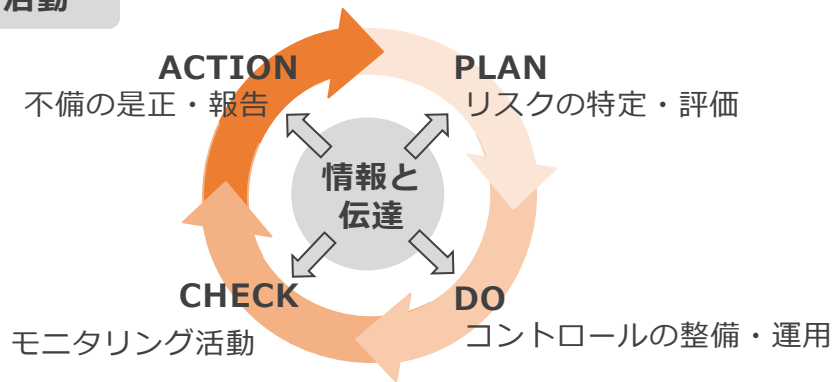 活動
ACTION
不備の是正・報告
PLAN
リスクの特定・評価
情報と
伝達
CHECK
モニタリング活動
DO
コントロールの整備・運用